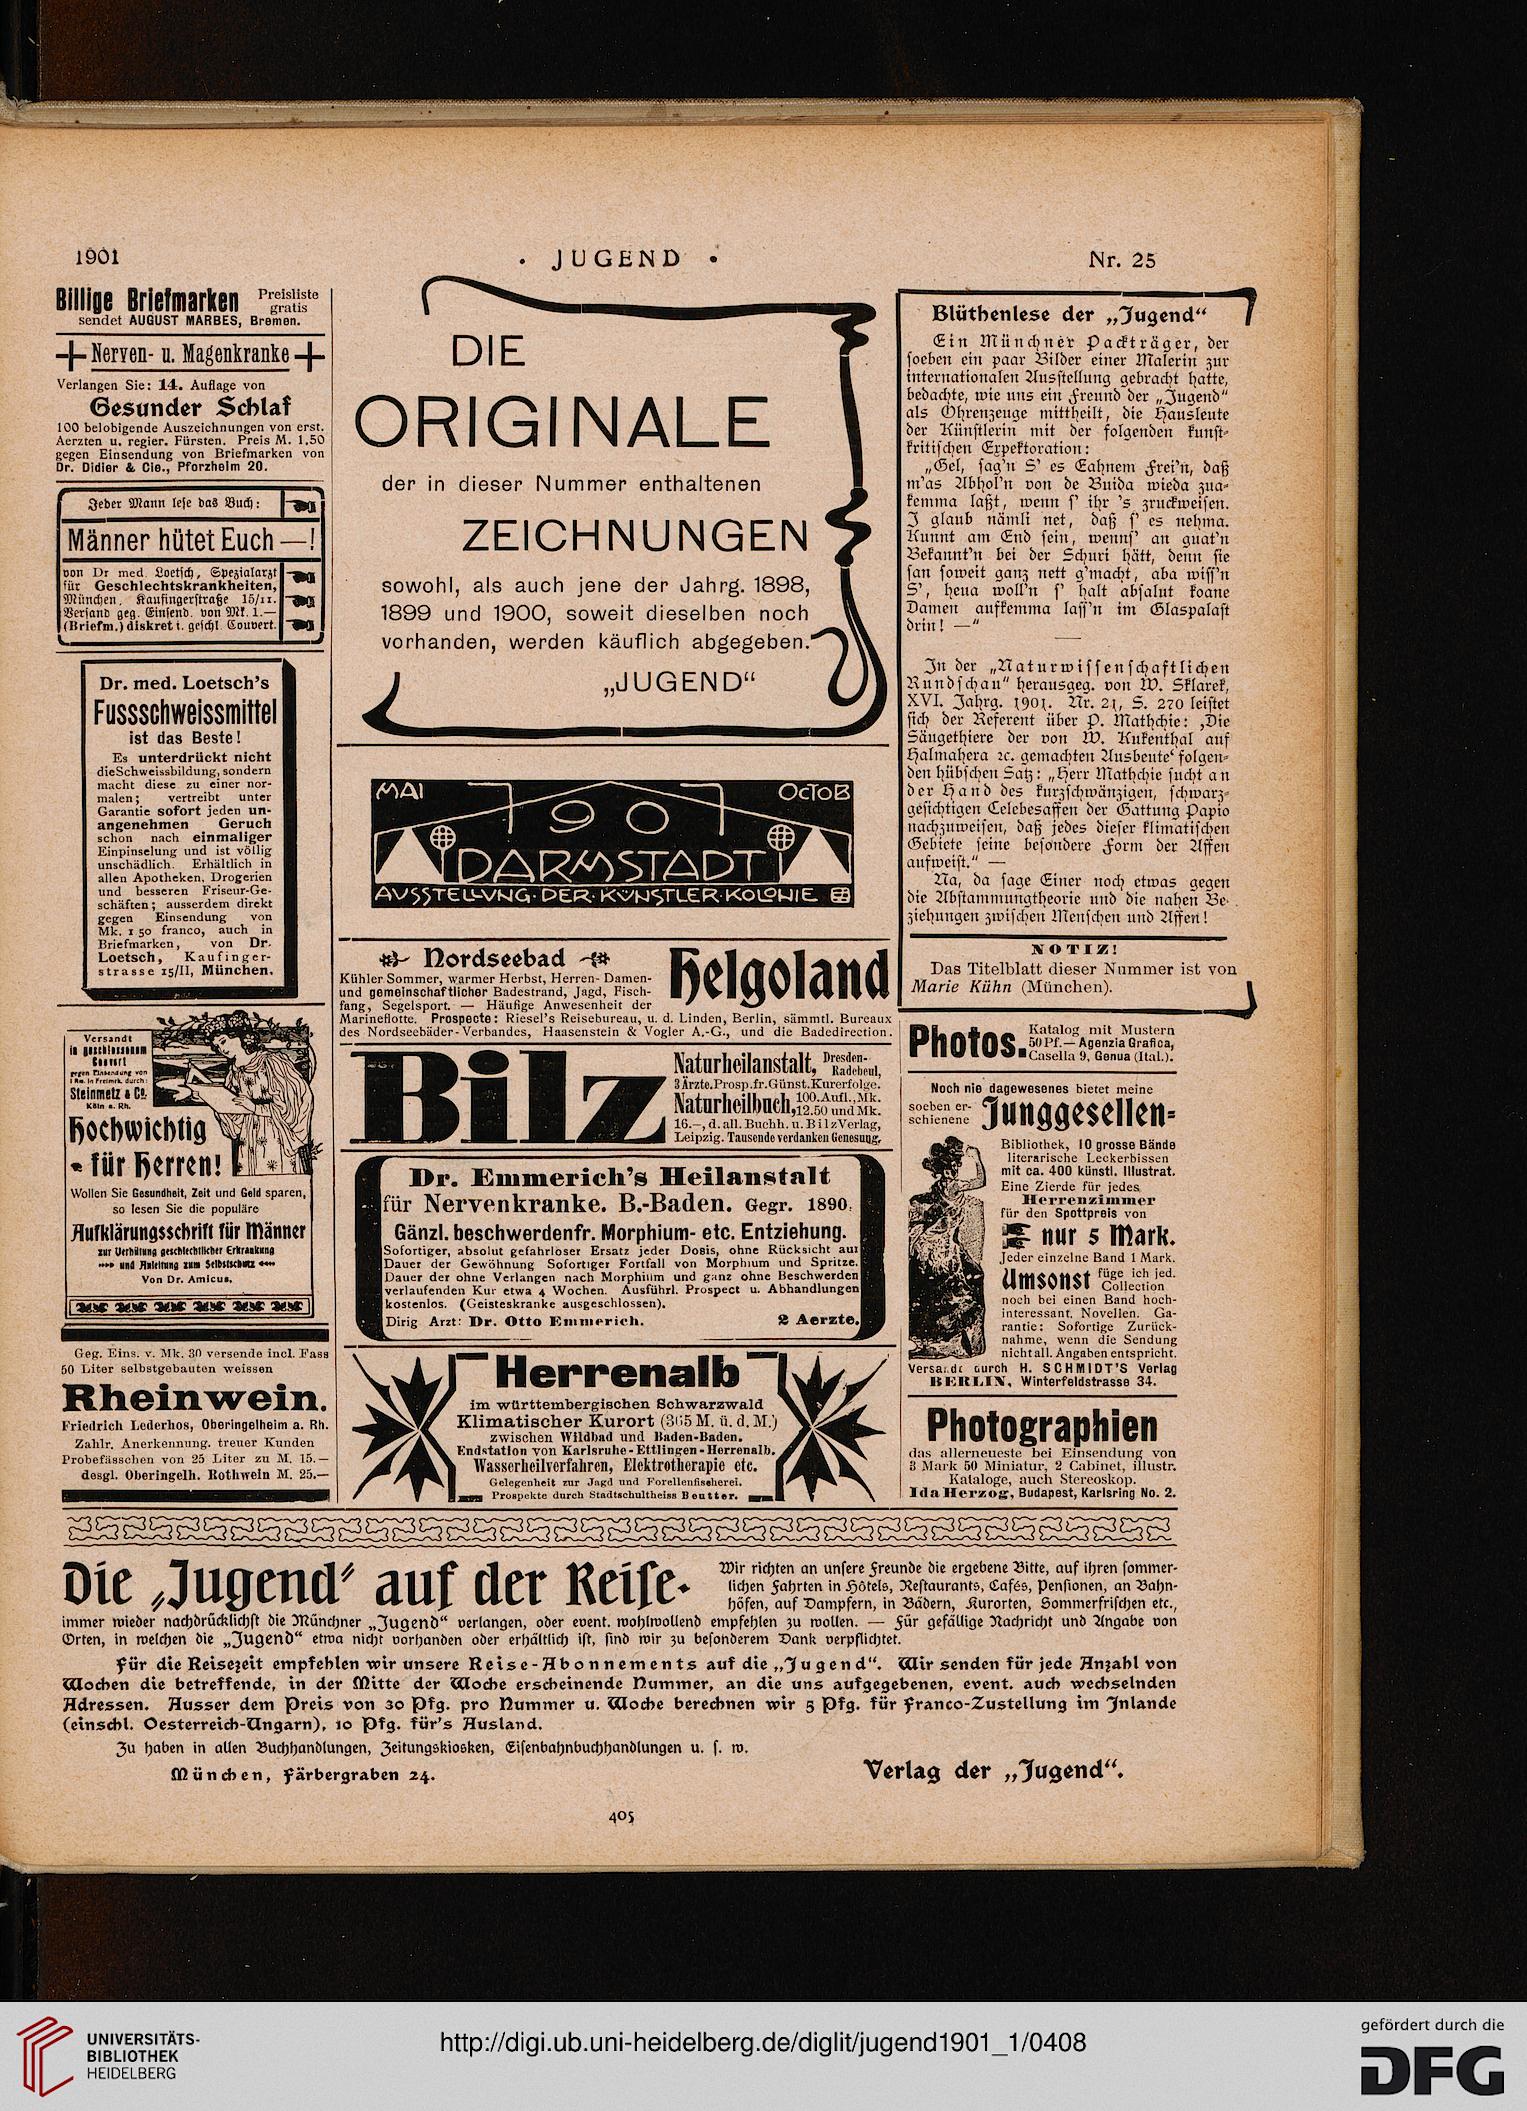 1901
· JUGEND ·
Nr. 25
Billige Briefmarken Preisliste gratis
sendet AUGUST MARBES, Bremen.
Nerven- u. Magenkranke
Verlangen Sie: 14. Auflage von
Gesunder Schlaf
100 belobigende Auszeichnungen von erst.
Aerzten u. regier. Fürsten. Preis M. 1.50
gegen Einsendung von Briefmarken von
Dr. Didier & Cie., Pforzheim 20.
Jeder Mann lese das Buch:
Männer hütet Euch —!
von Dr med. Loetsch, Spezialarzt
für Geschlechtskrankheiten,
München, Kaufingerstraße 15/11.
Versand geg. Einsend. von Mk. 1.—
(Briefm.) diskret i. geschl. Couvert.
Dr. med. Loetsch's
Fussschweissmittel
ist das Beste!
Es unterdrückt nicht
die Schweissbildung, sondern
macht diese zu einer nor-
malen; vertreibt unter
Garantie sofort jeden un-
angenehmen Geruch
schon nach einmaliger
Einpinselung und ist völlig
unschädlich. Erhältlich in
allen Apotheken, Drogerien
und besseren Friseur-Ge-
schäften; ausserdem direkt
gegen Einsendung von
Mk. 1 50 franco, auch in
Briefmarken, von Dr.
Loetsch, Kaufinger-
strasse 15/II, München.
Versandt
in geschlossenem
Couvert
gegen Einsendung von
1 Rm. in Freimrk. durch:
Steinmetz & Co.
Köln a. Rh.
Hochwichtig
für Herren!
Wollen Sie Gesundheit, Zeit und Geld sparen,
so lesen Sie die populäre
Aufklärungsschrift für Männer
zur Verhütung geschlechtlicher Erkrankung
und Anleitung zum Selbstschutz
Von Dr. Amicus.
Geg. Eins. v. Mk. 30 versende incl. Fass
50 Liter selbstgebauten weissen
Rheinwein.
Friedrich Lederhos, Oberingelheim a. Rh.
Zahlr. Anerkennung. treuer Kunden
Probefässchen von 25 Liter zu M. 15.—
desgl. Oberingelh. Rothwein M. 25.—
DIE
ORIGINALE
der in dieser Nummer enthaltenen
ZEICHNUNGEN
sowohl, als auch jene der Jahrg. 1898,
1899 und 1900, soweit dieselben noch
vorhanden, werden käuflich abgegeben.
„JUGEND“
MAI 1901 OCTOB
DARMSTADT
AVSSTELLVNG·DER·KVNSTLER·KOLONIE
Nordseebad Helgoland
Kühler Sommer, warmer Herbst, Herren- Damen-
und gemeinschaftlicher Badestrand, Jagd, Fisch-
fang, Segelsport. — Häufige Anwesenheit der
Marineflotte. Prospecte: Riesel's Reisebureau, u. d. Linden, Berlin, sämmtl. Bureaux
des Nordseebäder-Verbandes, Haasenstein & Vogler A.-G., und die Badedirection.
Bilz
Naturheilanstalt, Dresden-Radebeul,
3 Ärzte. Prosp. fr. Günst. Kurerfolge.
Naturheilbuch, 100. Aufl., Mk. 12.50 und Mk.
16.—, d. all. Buchh. u. Bilz Verlag,
Leipzig. Tausende verdanken Genesung.
Dr. Emmerich's Heilanstalt
für Nervenkranke. B.-Baden. Gegr. 1890.
Gänzl. beschwerdenfr. Morphium- etc. Entziehung.
Sofortiger, absolut gefahrloser Ersatz jeder Dosis, ohne Rücksicht auf
Dauer der Gewöhnung Sofortiger Fortfall von Morphium und Spritze.
Dauer der ohne Verlangen nach Morphium und ganz ohne Beschwerden
verlaufenden Kur etwa 4 Wochen. Ausführl. Prospect u. Abhandlungen
kostenlos. (Geisteskranke ausgeschlossen).
Dirig Arzt: Dr. Otto Emmerich. 2 Aerzte.
Herrenalb
im württembergischen Schwarzwald
Klimatischer Kurort (365 M. ü. d. M.)
zwischen Wildbad und Baden-Baden.
Endstation von Karlsruhe-Ettlingen-Herrenalb.
Wasserheilverfahren, Elektrotherapie etc.
Gelegenheit zur Jagd und Forellenfischerei.
Prospekte durch Stadtschultheiss Beutter.
Blüthenlese der „Jugend“
Ein Münchner Packträger, der
soeben ein paar Bilder einer Malerin zur
internationalen Ausstellung gebracht hatte,
bedachte, wie uns ein Freund der „Jugend“
als Ohrenzeuge mittheilt, die Hausleute
der Künstlerin mit der folgenden kunst-
kritischen Expektoration:
„Gel, sag'n S' es Eahnem Frei'n, daß
m'as Abhol'n von de Buida wieda zua-
kemma laßt, wenn s' ihr 's zruckweisen.
I glaub nämli net, daß s' es nehma.
Kunnt am End sein, wenns' an guat'n
Bekannt'n bei der Schuri hätt, denn sie
san soweit ganz nett g'macht, aba wiss'n
S', heua woll'n s' halt absalut koane
Damen aufkemma lass'n im Glaspalast
drin! —“
In der „Naturwissenschaftlichen
Rundschau“ herausgeg. von W. Sklarek,
XVI. Jahrg. 1901. Nr. 21, S. 270 leistet
sich der Referent über P. Mathchie: ‚Die
Säugethiere der von W. Kukenthal auf
Halmahera ꝛc. gemachten Ausbeute‘ folgen-
den hübschen Satz: „Herr Mathchie sucht an
der Hand des kurzschwänzigen, schwarz-
gesichtigen Celebesaffen der Gattung Papio
nachzuweisen, daß jedes dieser klimatischen
Gebiete seine besondere Form der Affen
aufweist.“ —
Na, da sage Einer noch etwas gegen
die Abstammungtheorie und die nahen Be-
ziehungen zwischen Menschen und Affen!
NOTIZ!
Das Titelblatt dieser Nummer ist von
Marie Kühn (München).
Photos. Katalog mit Mustern
50 Pf.— Agenzia Grafica,
Casella 9, Genua (Ital.).
Noch nie dagewesenes bietet meine
soeben er-schienene Junggesellen-
Bibliothek, 10 grosse Bände
literarische Leckerbissen
mit ca. 400 künstl. Illustrat.
Eine Zierde für jedes
Herrenzimmer
für den Spottpreis von
nur 5 Mark.
Jeder einzelne Band 1 Mark.
Umsonst füge ich jed. Collection
noch bei einen Band hoch-
interessant. Novellen. Ga-
rantie: Sofortige Zurück-
nahme, wenn die Sendung
nicht all. Angaben entspricht.
Versandt durch H. SCHMIDT'S Verlag
BERLIN, Winterfeldstrasse 34.
Photographien
das allerneueste bei Einsendung von
3 Mark 50 Miniatur, 2 Cabinet, illustr.
Kataloge, auch Stereoskop.
Ida Herzog, Budapest, Karlsring No. 2.
Die „Jugend“ auf der Reise.
Wir richten an unsere Freunde die ergebene Bitte, auf ihren sommer-
lichen Fahrten in Hôtels, Restaurants, Cafés, Pensionen, an Bahn-
höfen, auf Dampfern, in Bädern, Kurorten, Sommerfrischen etc.,
immer wieder nachdrücklichst die Münchner „Jugend“ verlangen, oder event. wohlwollend empfehlen zu wollen. — Für gefällige Nachricht und Angabe von
Orten, in welchen die „Jugend“ etwa nicht vorhanden oder erhältlich ist, sind wir zu besonderem Dank verpflichtet.
Für die Reisezeit empfehlen wir unsere Reise-Abonnements auf die „Jugend“. Wir senden für jede Anzahl von
Wochen die betreffende, in der Mitte der Woche erscheinende Nummer, an die uns aufgegebenen, event. auch wechselnden
Adressen. Ausser dem Preis von 30 Pfg. pro Nummer u. Woche berechnen wir 5 Pfg. für Franco-Zustellung im Inlande
(einschl. Oesterreich-Ungarn), 10 Pfg. für's Ausland.
Zu haben in allen Buchhandlungen, Zeitungskiosken, Eisenbahnbuchhandlungen u. s. w.
München, Färbergraben 24.
Verlag der „Jugend“.
405
UNIVERSITÄTS-
BIBLIOTHEK
HEIDELBERG
http://digi.ub.uni-heidelberg.de/diglit/jugend1901_1/0408
gefördert durch die
DFG